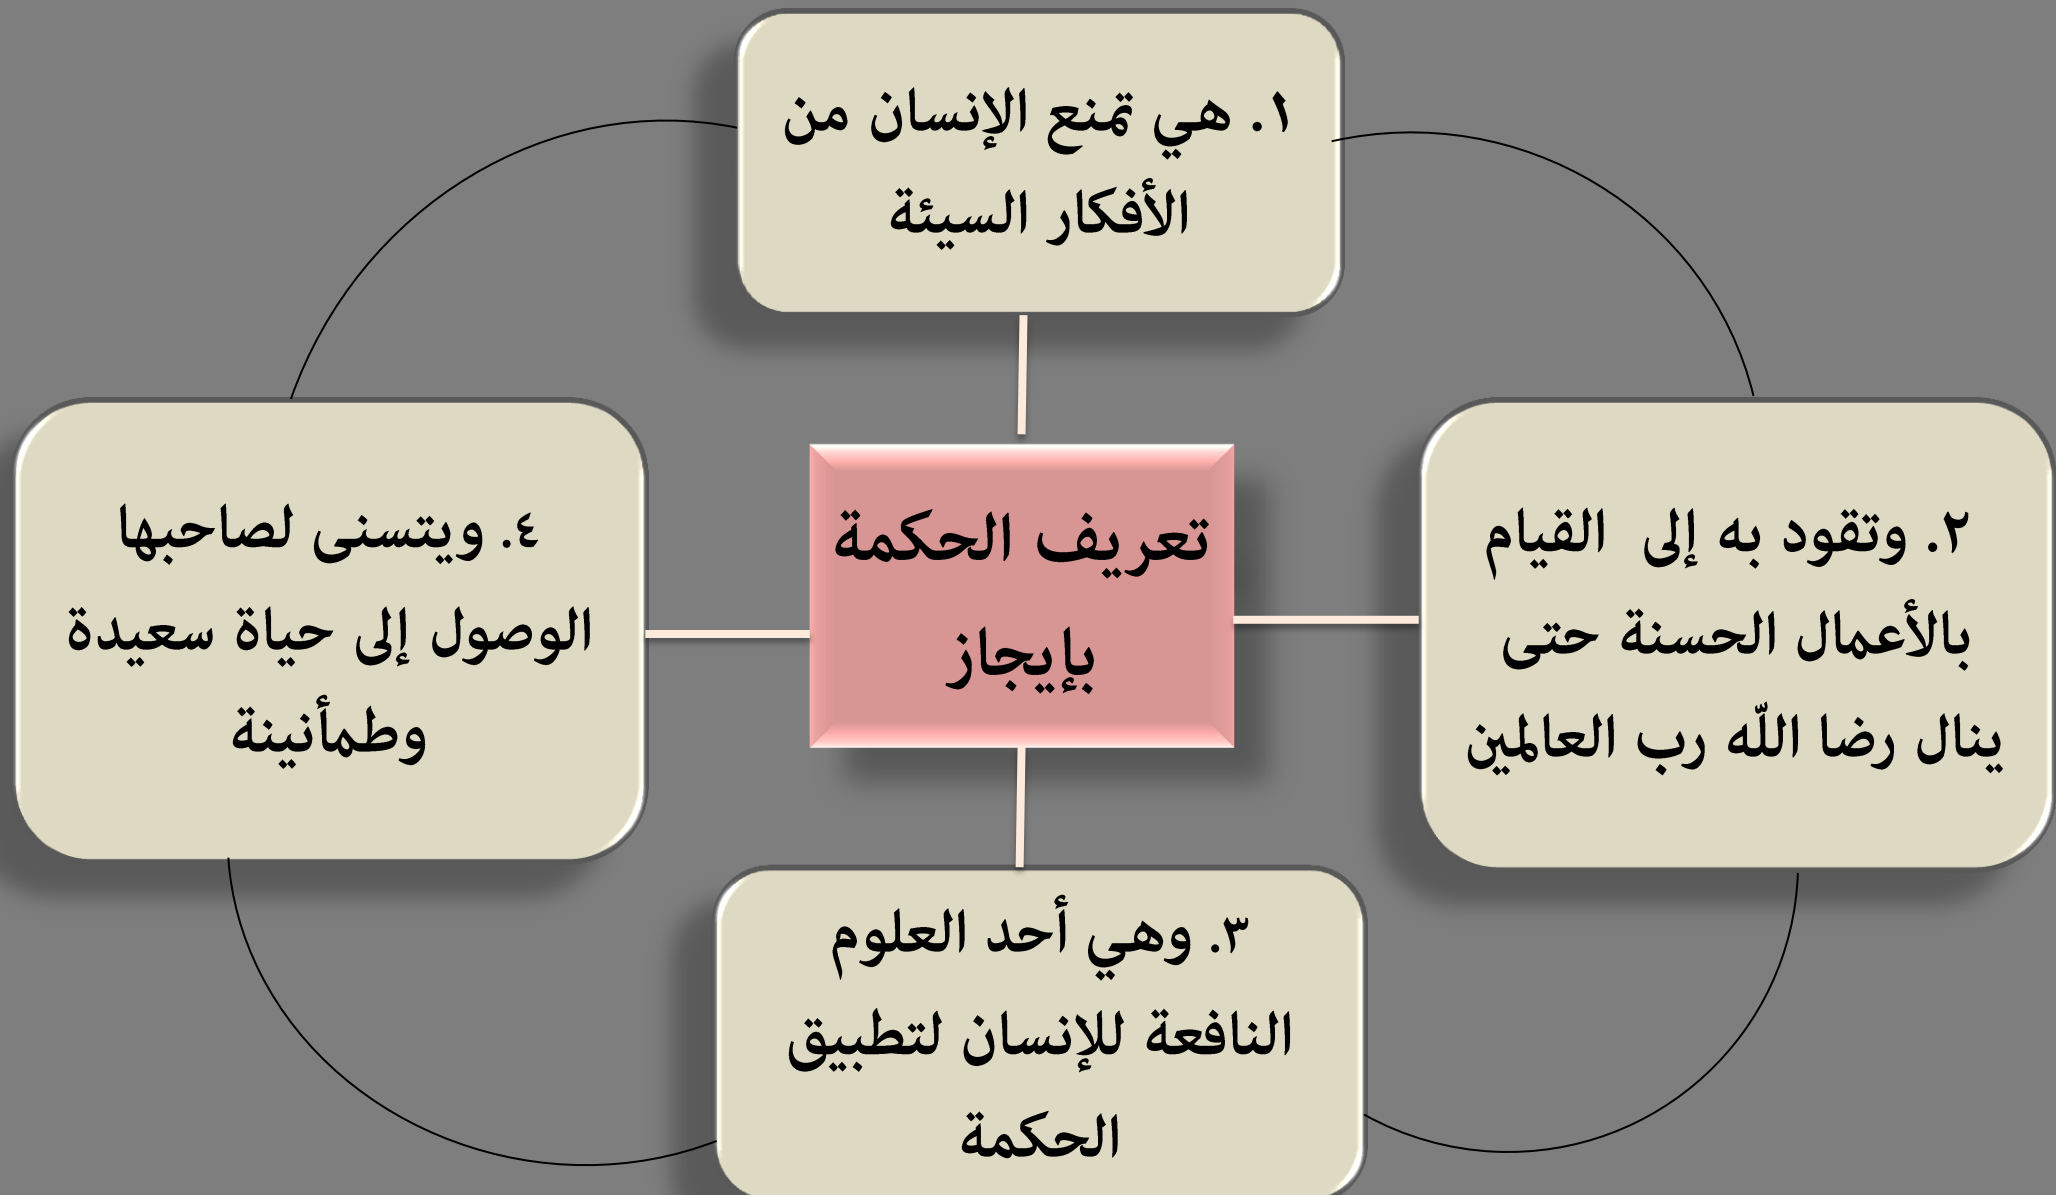 تعريف الحكمة
بإيجاز
١. هي تمنع الإنسان من
الأفكار السيئة
٢. وتقود به إلى القيام
بالأعمال الحسنة حتى
ينال رضا الله رب العالمين
٣. وهي أحد العلوم
النافعة للإنسان لتطبيق
الحكمة
٤. ويتسنى لصاحبها
الوصول إلى حياة سعيدة
وطمأنينة